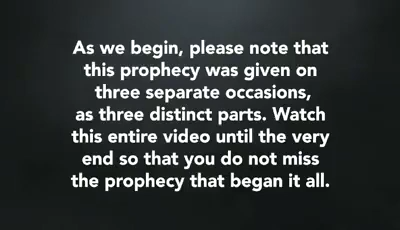 As we begin, please note that
this prophecy was given on
three separate occasions,
as three distinct parts. Watch
this entire video until the very
end so that you do not miss
the prophecy that began it all.